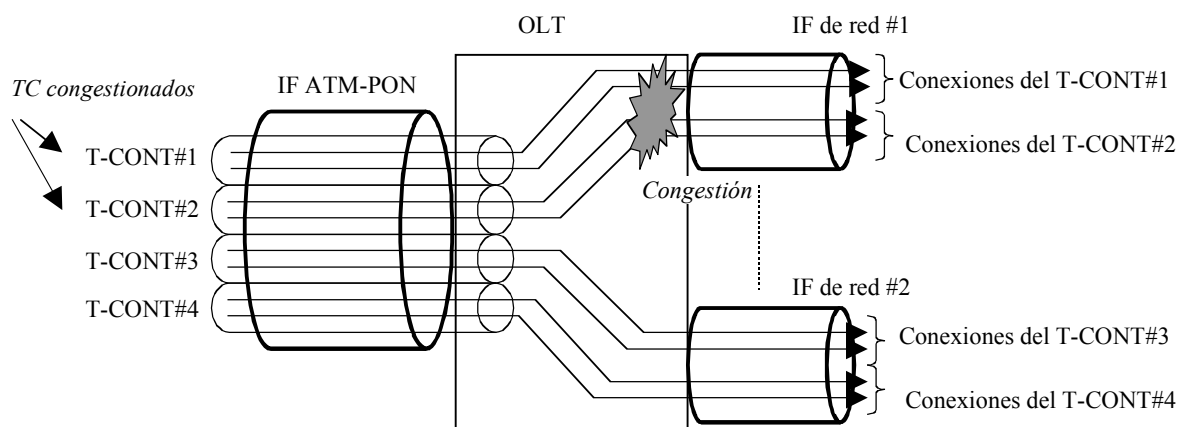 OLT
IF de red #1
TC congestionados
IF ATM-PON
Conexiones del T-CONT#1
T-CONT#1
Conexiones del T-CONT#2
T-CONT#2
Congestión
T-CONT#3
T-CONT#4
IF de red #2
Conexiones del T-CONT#3
Conexiones del T-CONT#4